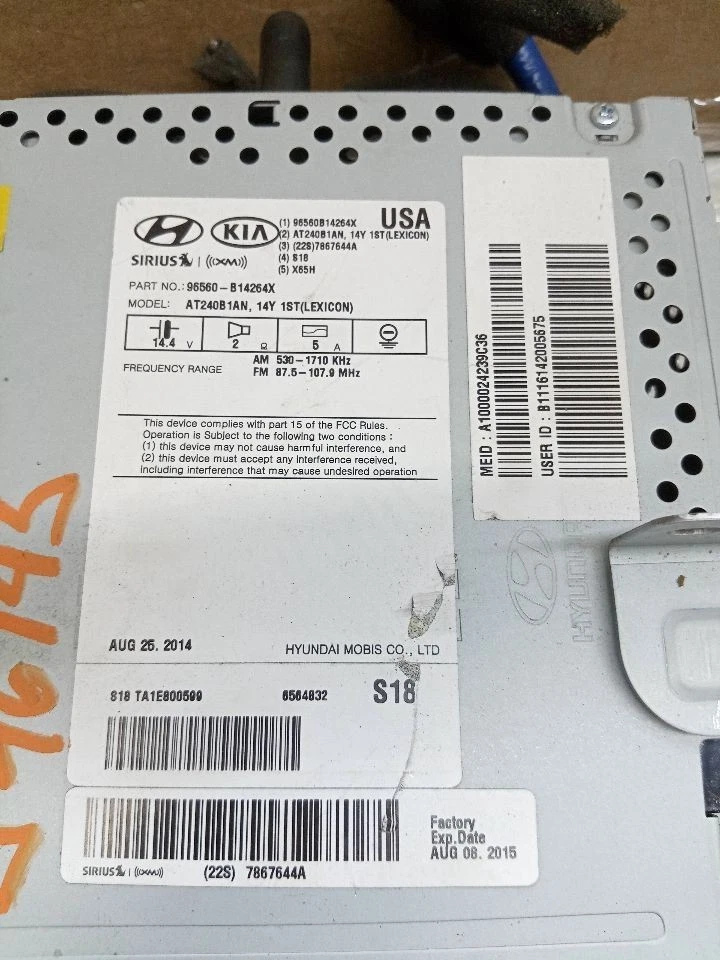 HYUNDAI
KIA
SIRIUS | ((XM))
(1) 96560B14264X
(2) AT240B1AN, 14Y 1ST(LEXICON)
(3) (22S)7867644A
(4) S18
(5) X65H
USA
PART NO.: 96560-B14264X
MODEL: AT240B1AN, 14Y 1ST(LEXICON)
14.4 V
2 Ω
5 A
FREQUENCY RANGE
AM 530-1710 KHz
FM 87.5-107.9 MHz
This device complies with part 15 of the FCC Rules.
Operation is Subject to the following two conditions :
(1) this device may not cause harmful interference, and
(2) this device must accept any interference received,
including interference that may cause undesired operation
AUG 25. 2014
HYUNDAI MOBIS CO., LTD
S18 TA1E800599
6564832
S18
SIRIUS | ((XM))
(22S) 7867644A
Factory
Exp.Date
AUG 08. 2015
MEID : A1000024239C36
USER ID : B1116142005675